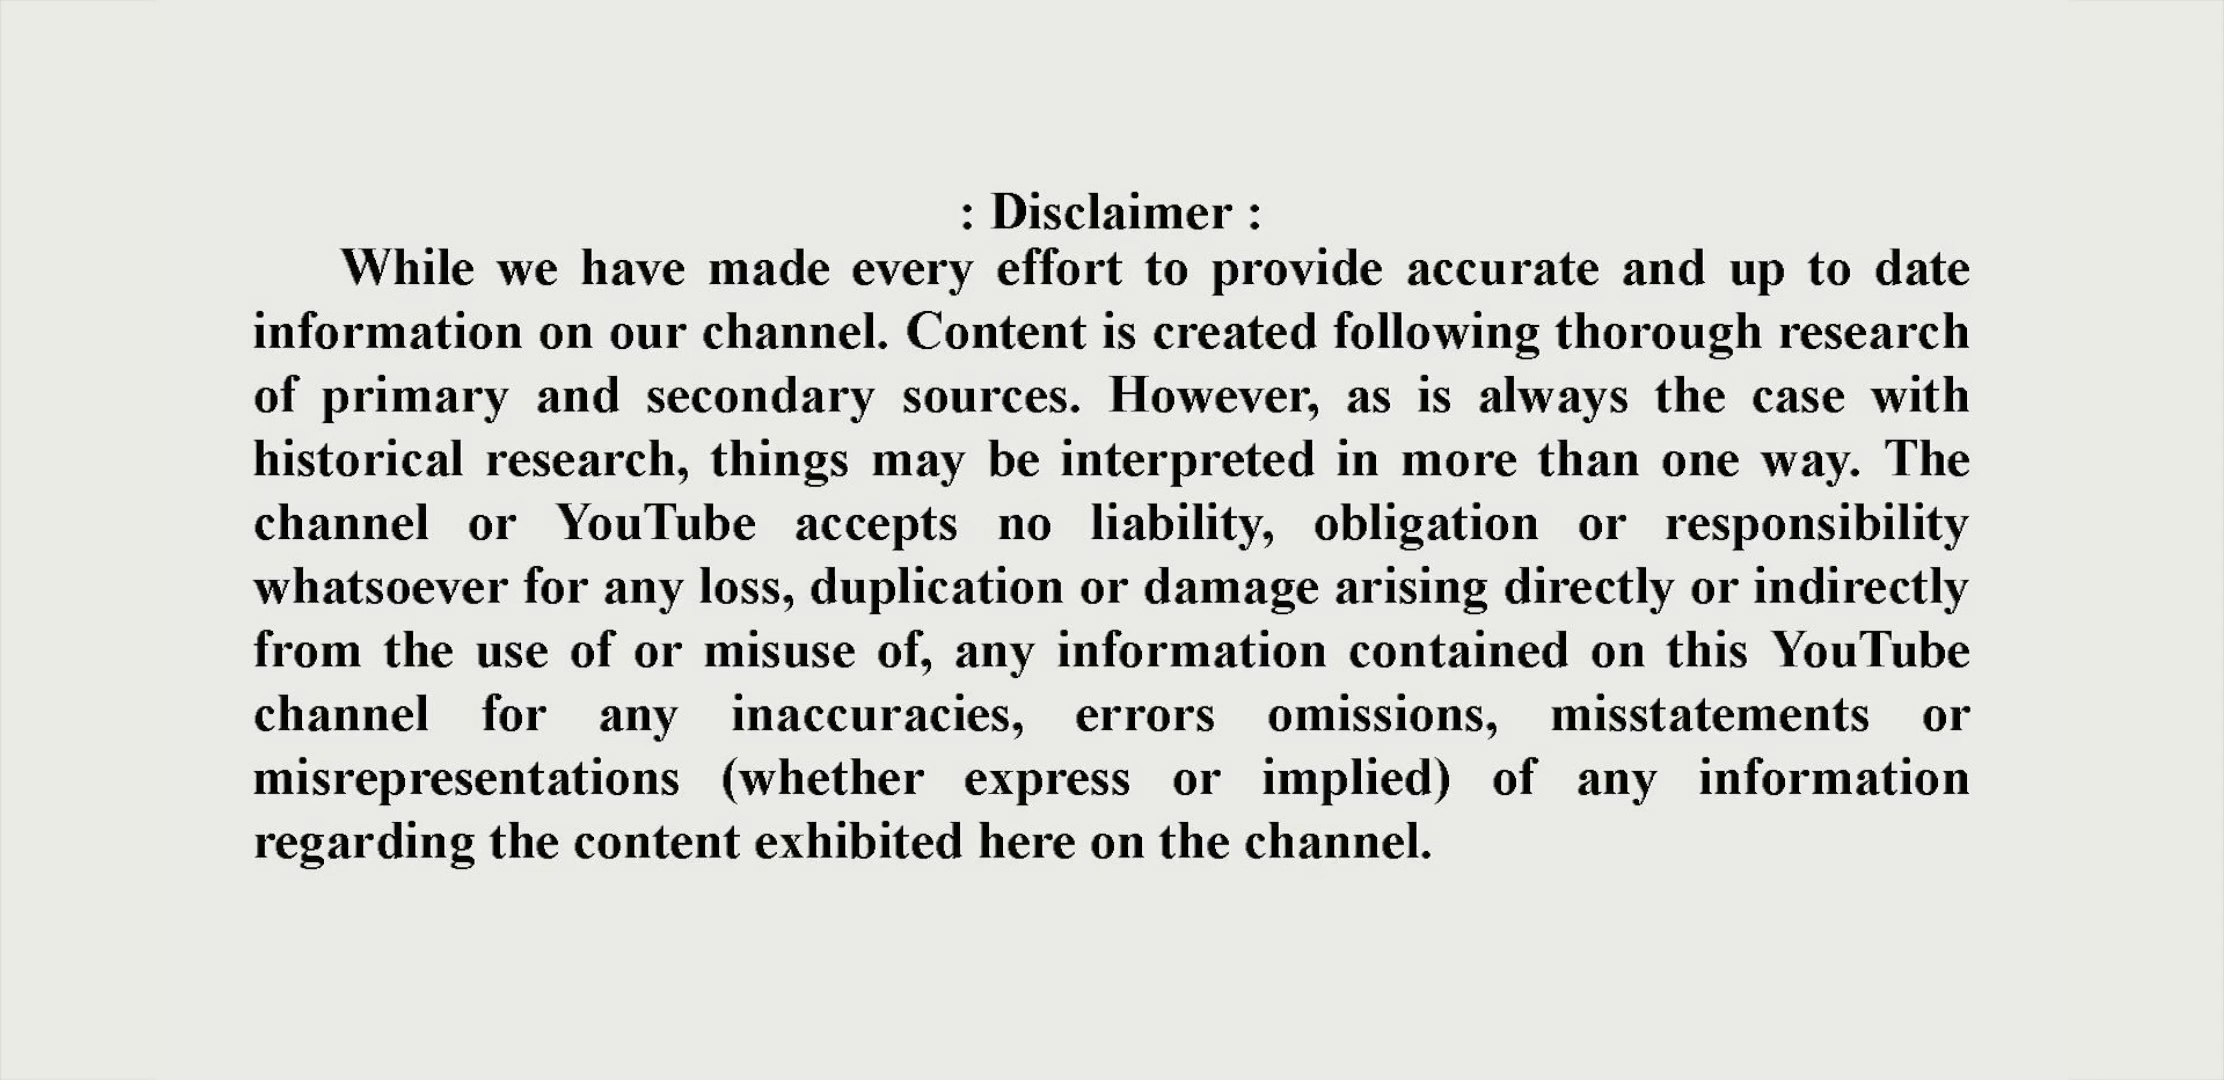 : Disclaimer :
While we have made every effort to provide accurate and up to date
information on our channel. Content is created following thorough research
of primary and secondary sources. However, as is always the case with
historical research, things may be interpreted in more than one way. The
channel or YouTube accepts no liability, obligation or responsibility
whatsoever for any loss, duplication or damage arising directly or indirectly
from the use of or misuse of, any information contained on this YouTube
channel for any inaccuracies, errors omissions, misstatements or
misrepresentations (whether express or implied) of any information
regarding the content exhibited here on the channel.